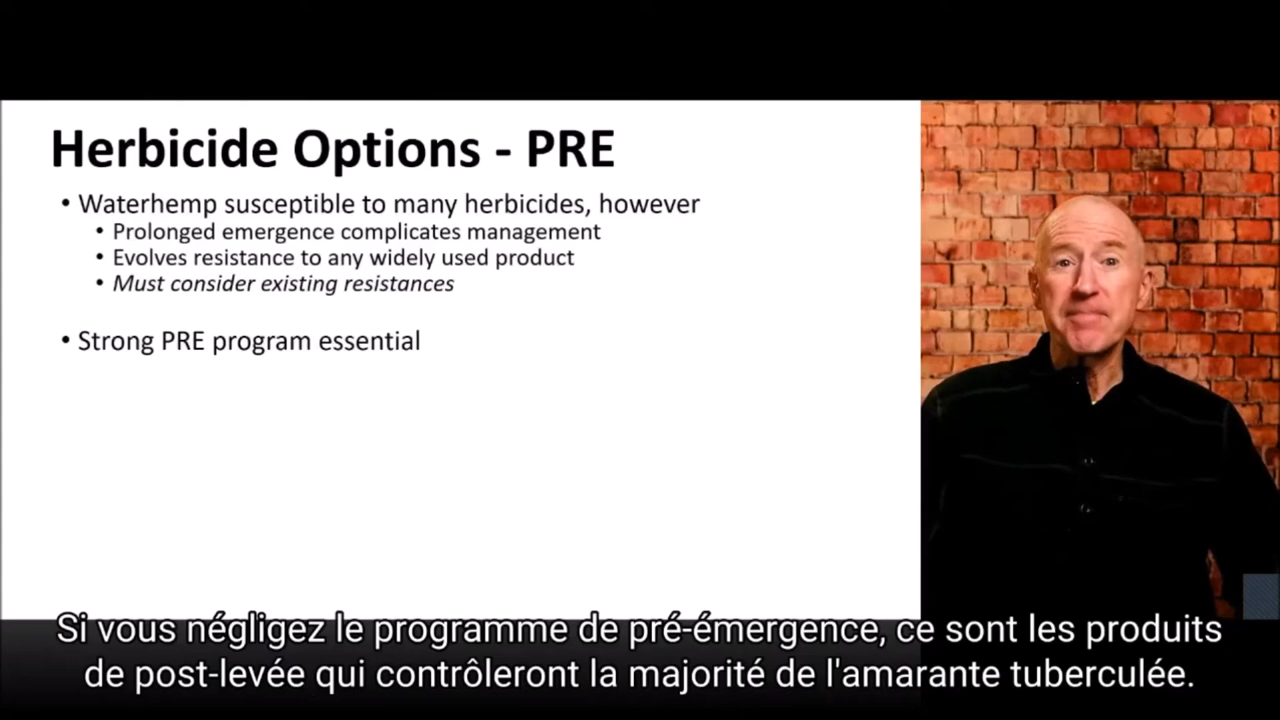 Herbicide Options - PRE
• Waterhemp susceptible to many herbicides, however
• Prolonged emergence complicates management
• Evolves resistance to any widely used product
• Must consider existing resistances
• Strong PRE program essential
Si vous négligez le programme de pré-émergence, ce sont les produits
de post-levée qui contrôleront la majorité de l'amarante tuberculée.